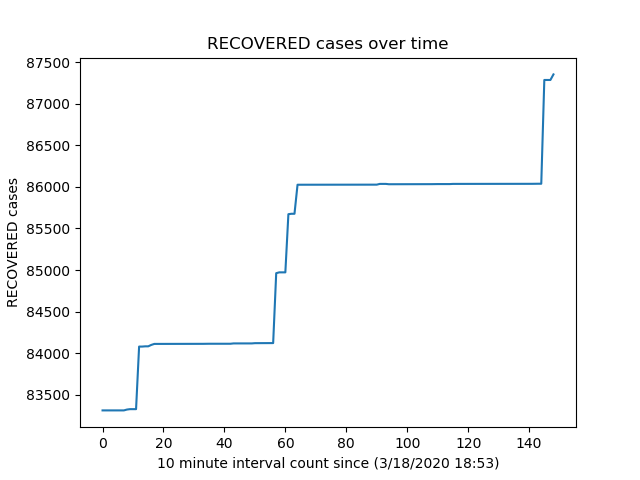 RECOVERED cases over time
87500
87000
86500
86000
85500
85000
84500
84000
83500
RECOVERED cases
0 20 40 60 80 100 120 140
10 minute interval count since (3/18/2020 18:53)